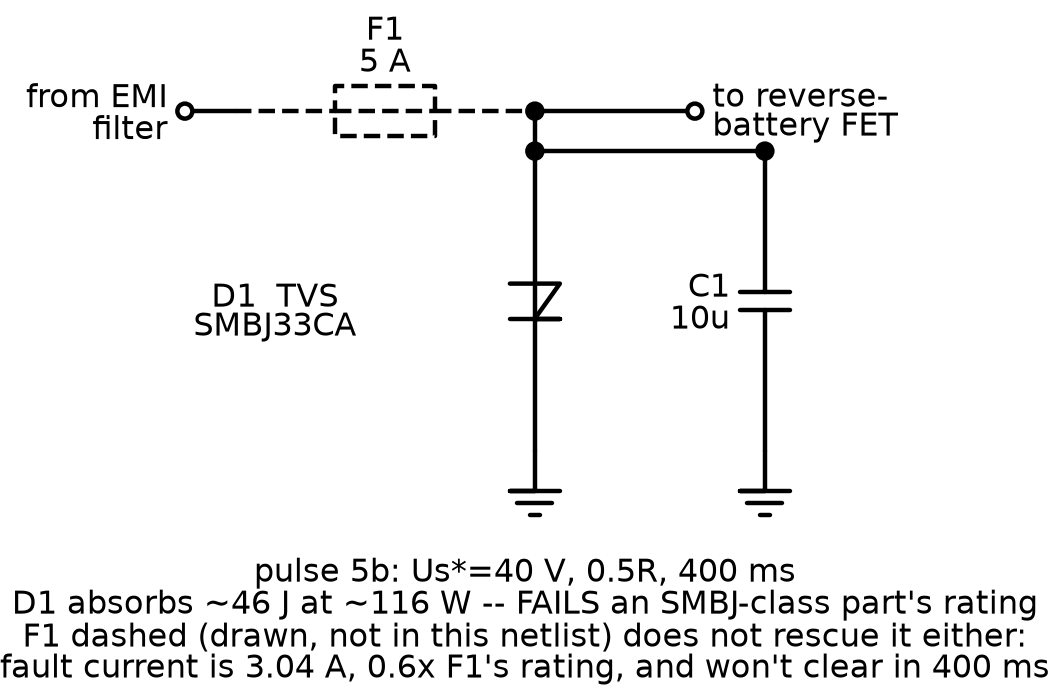 F1
5 A
from EMI
filter
to reverse-
battery FET
D1  TVS
SMBJ33CA
C1
10u
pulse 5b: Us*=40 V, 0.5R, 400 ms
D1 absorbs ~46 J at ~116 W -- FAILS an SMBJ-class part's rating
F1 dashed (drawn, not in this netlist) does not rescue it either:
fault current is 3.04 A, 0.6x F1's rating, and won't clear in 400 ms